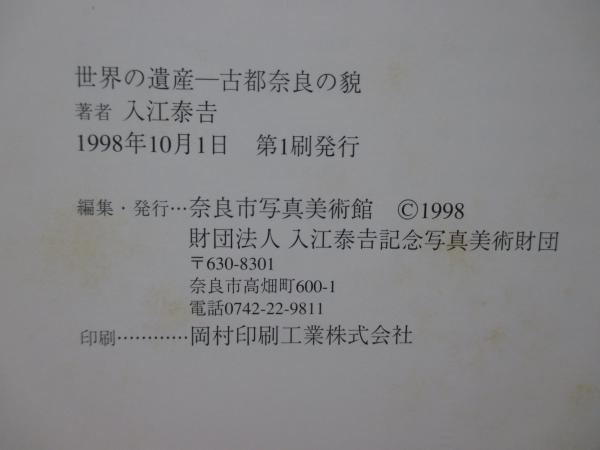 世界の遺産―古都奈良の貌
著者 入江泰𠮷
1998年10月1日　第1刷発行
編集・発行…奈良市写真美術館　©1998
財団法人 入江泰𠮷記念写真美術財団
〒630-8301
奈良市高畑町600-1
電話0742-22-9811
印刷…………岡村印刷工業株式会社